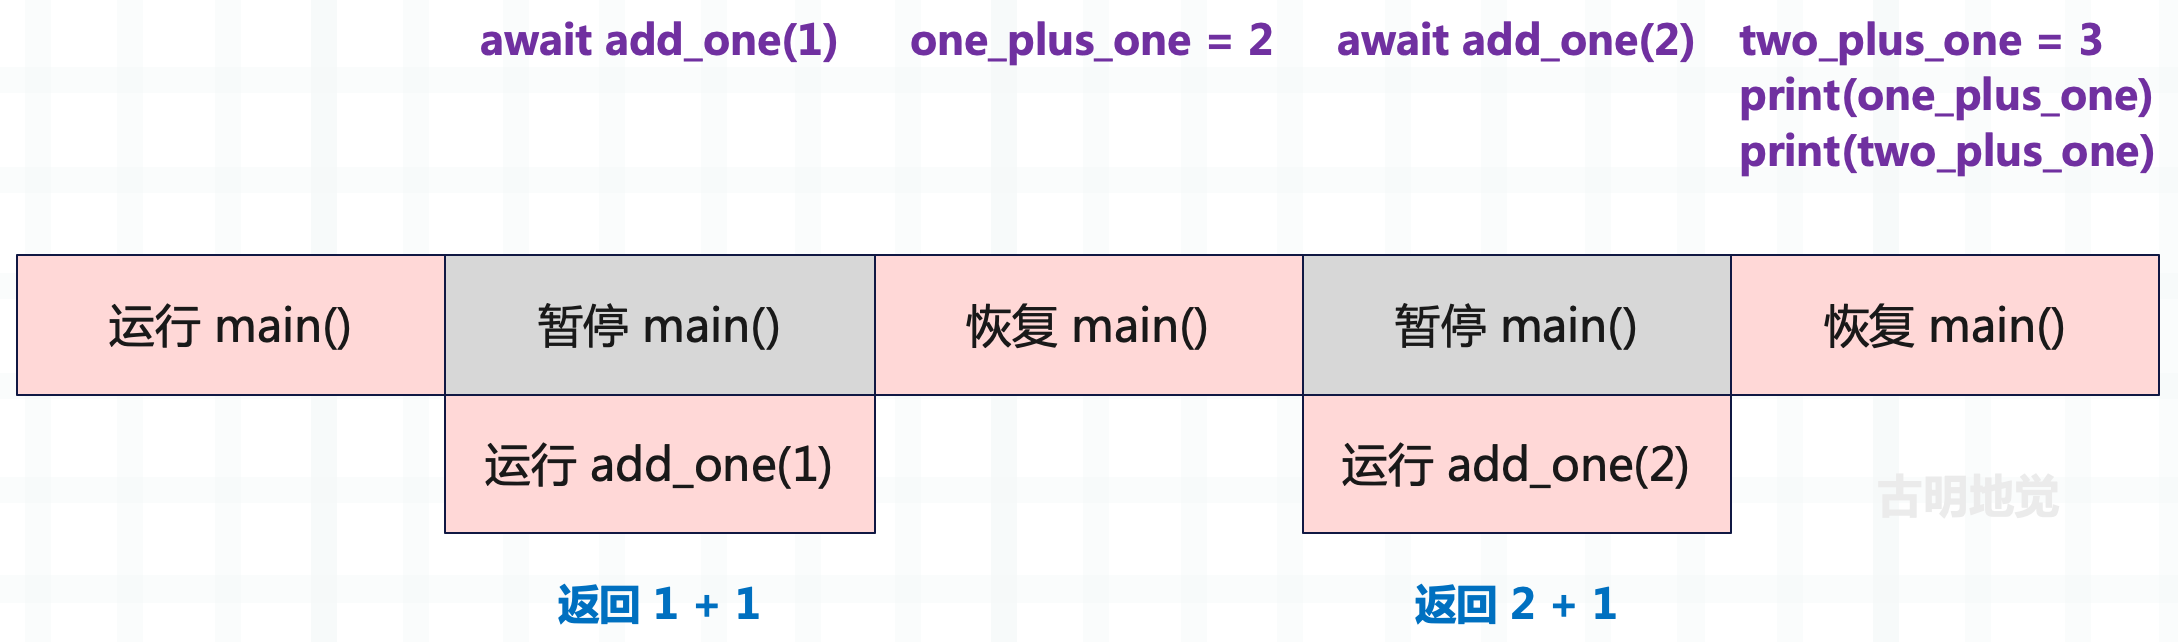 await add_one(1)
one_plus_one = 2
await add_one(2)
two_plus_one = 3
print(one_plus_one)
print(two_plus_one)
运行 main()
暂停 main()
恢复 main()
暂停 main()
恢复 main()
运行 add_one(1)
运行 add_one(2)
古明地觉
返回 1 + 1
返回 2 + 1